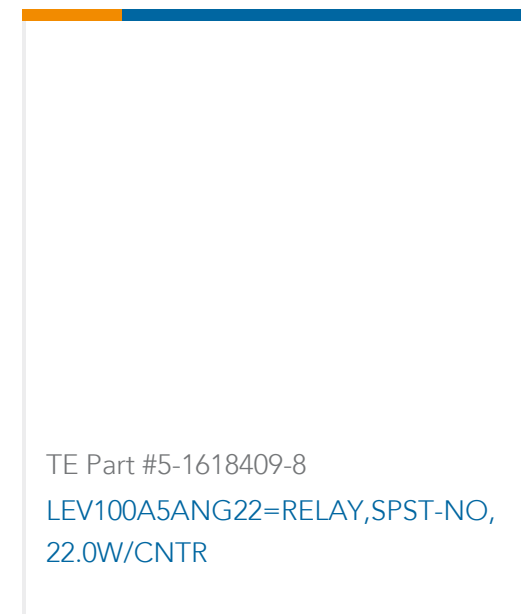 TE Part #5-1618409-8
LEV100A5ANG22=RELAY,SPST-NO,
22.0W/CNTR